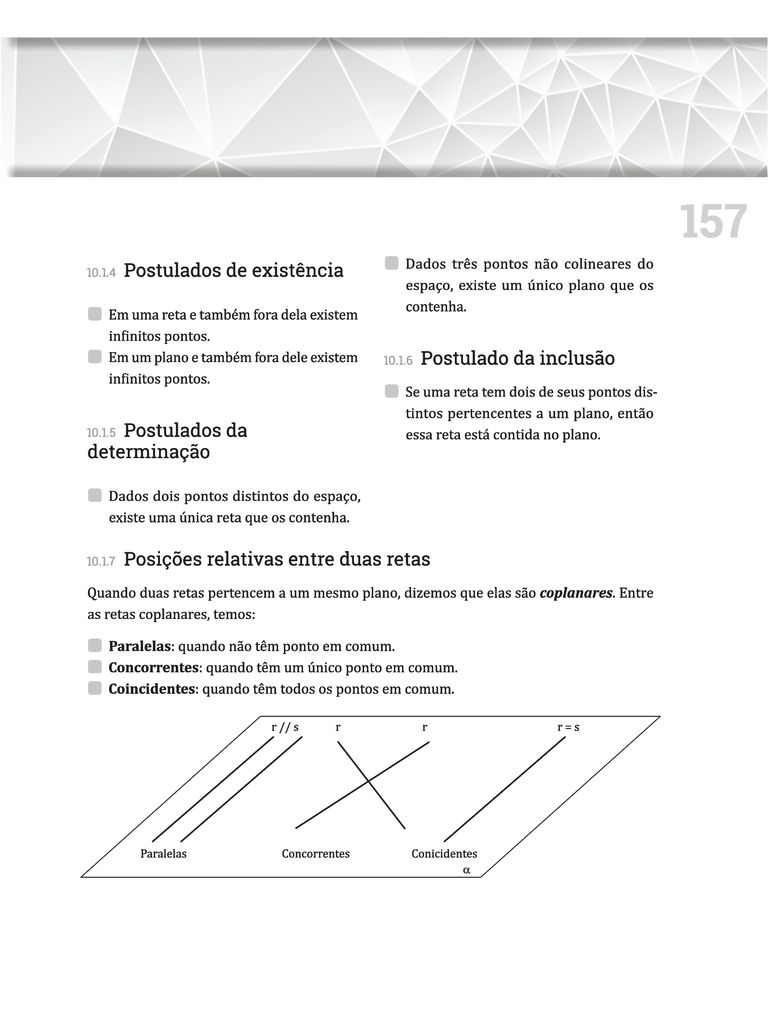 157
10.1.4 Postulados de existência
Em uma reta e também fora dela existem
infinitos pontos.
Em um plano e também fora dele existem
infinitos pontos.
10.1.5 Postulados da
determinação
Dados dois pontos distintos do espaço,
existe uma única reta que os contenha.
Dados três pontos não colineares do
espaço, existe um único plano que os
contenha.
10.1.6 Postulado da inclusão
Se uma reta tem dois de seus pontos dis-
tintos pertencentes a um plano, então
essa reta está contida no plano.
10.1.7 Posições relativas entre duas retas
Quando duas retas pertencem a um mesmo plano, dizemos que elas são coplanares. Entre
as retas coplanares, temos:
Paralelas: quando não têm ponto em comum.
Concorrentes: quando têm um único ponto em comum.
Coincidentes: quando têm todos os pontos em comum.
r // s r r r = s
Paralelas Concorrentes Conicidentes
α